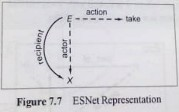 action
E take
recipient
actor
X
Figure 7.7 ESNet Representation